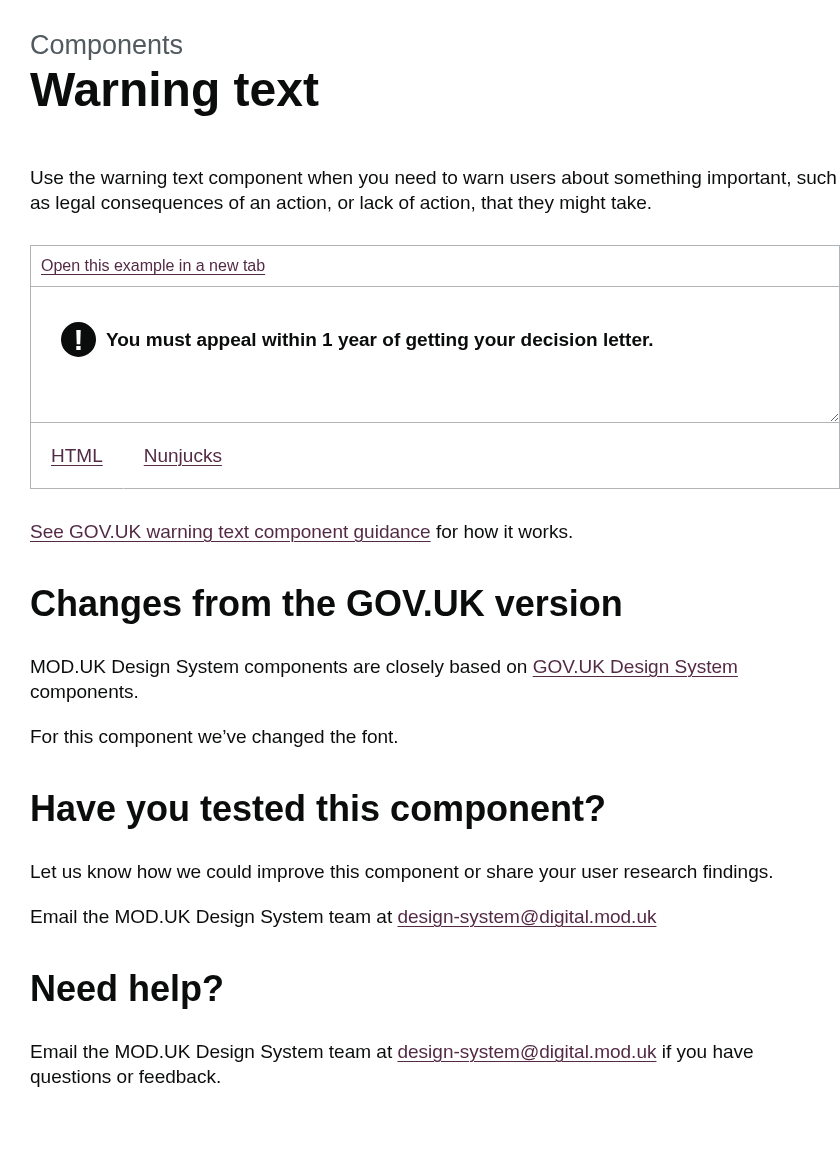 Components
Warning text
Use the warning text component when you need to warn users about something important, such
as legal consequences of an action, or lack of action, that they might take.
Open this example in a new tab
! You must appeal within 1 year of getting your decision letter.
HTML Nunjucks
See GOV.UK warning text component guidance for how it works.
Changes from the GOV.UK version
MOD.UK Design System components are closely based on GOV.UK Design System
components.
For this component we’ve changed the font.
Have you tested this component?
Let us know how we could improve this component or share your user research findings.
Email the MOD.UK Design System team at design-system@digital.mod.uk
Need help?
Email the MOD.UK Design System team at design-system@digital.mod.uk if you have
questions or feedback.